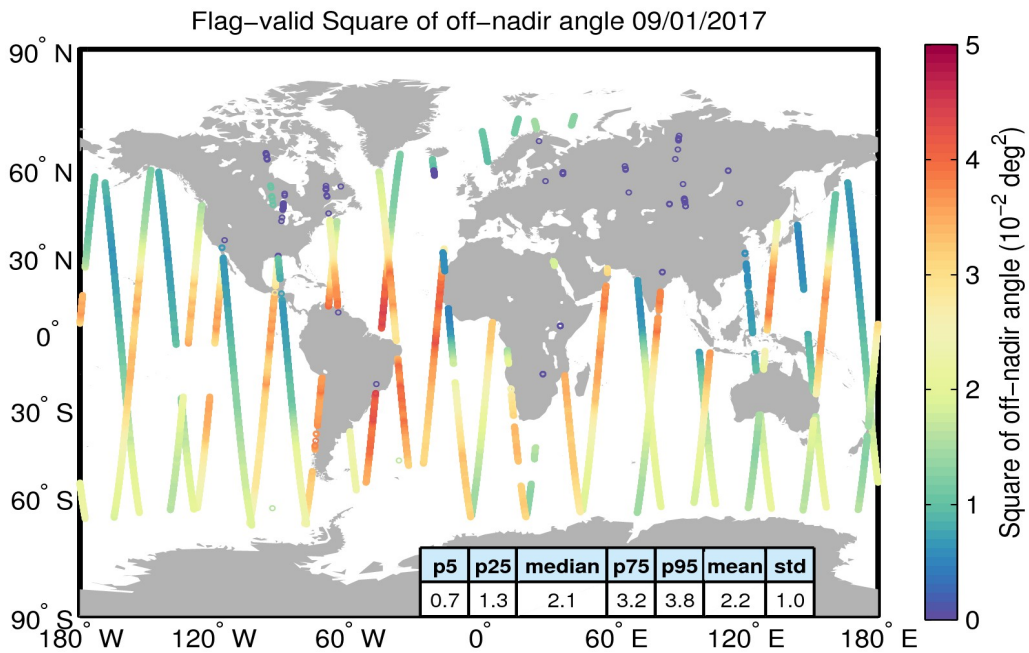 Flag−valid Square of off−nadir angle 09/01/2017
90° N
60° N
30° N
0°
30° S
60° S
90° S
180° W
120° W
60° W
0°
60° E
120° E
180° E
p5 p25 median p75 p95 mean std
0.7 1.3 2.1 3.2 3.8 2.2 1.0
5
4
3
2
1
0
Square of off−nadir angle (10⁻² deg²)